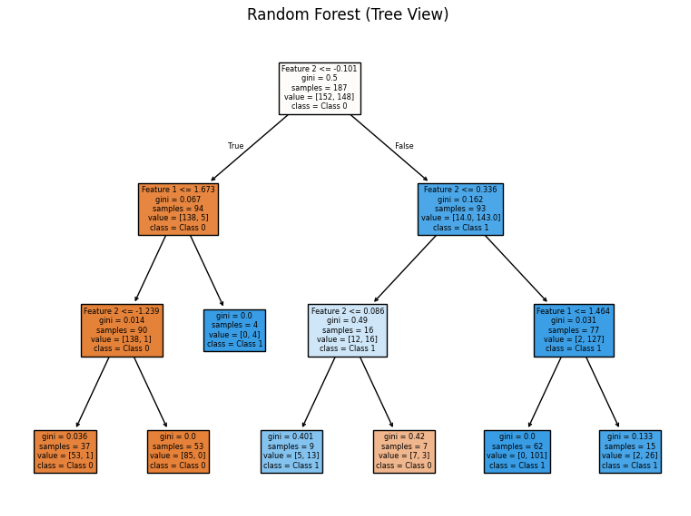 Random Forest (Tree View)
Feature 2 <= -0.101
gini = 0.5
samples = 187
value = [152, 148]
class = Class 0
True
False
Feature 1 <= 1.673
gini = 0.067
samples = 94
value = [138, 5]
class = Class 0
Feature 2 <= 0.336
gini = 0.162
samples = 93
value = [14.0, 143.0]
class = Class 1
Feature 2 <= -1.239
gini = 0.014
samples = 90
value = [138, 1]
class = Class 0
gini = 0.0
samples = 4
value = [0, 4]
class = Class 1
Feature 2 <= 0.086
gini = 0.49
samples = 16
value = [12, 16]
class = Class 1
Feature 1 <= 1.464
gini = 0.031
samples = 77
value = [2, 127]
class = Class 1
gini = 0.036
samples = 37
value = [53, 1]
class = Class 0
gini = 0.0
samples = 53
value = [85, 0]
class = Class 0
gini = 0.401
samples = 9
value = [5, 13]
class = Class 1
gini = 0.42
samples = 7
value = [7, 3]
class = Class 0
gini = 0.0
samples = 62
value = [0, 101]
class = Class 1
gini = 0.133
samples = 15
value = [2, 26]
class = Class 1